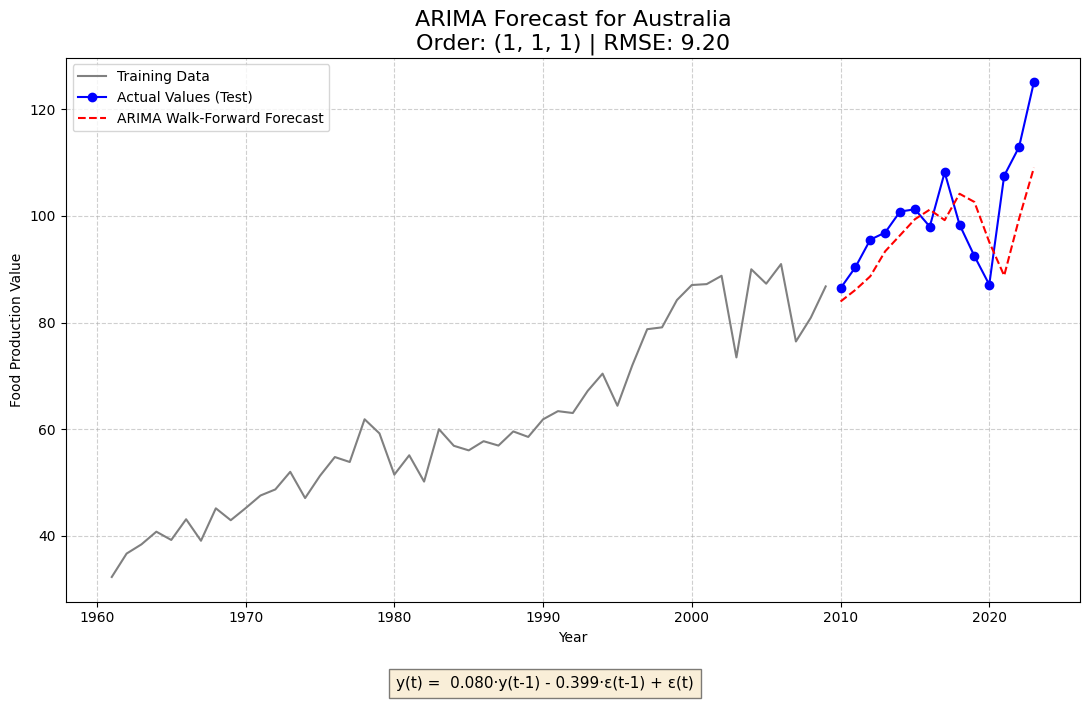 ARIMA Forecast for Australia
Order: (1, 1, 1) | RMSE: 9.20
Training Data
Actual Values (Test)
ARIMA Walk-Forward Forecast
Food Production Value
120
100
80
60
40
1960
1970
1980
1990
2000
2010
2020
Year
y(t) =  0.080·y(t-1) - 0.399·ε(t-1) + ε(t)